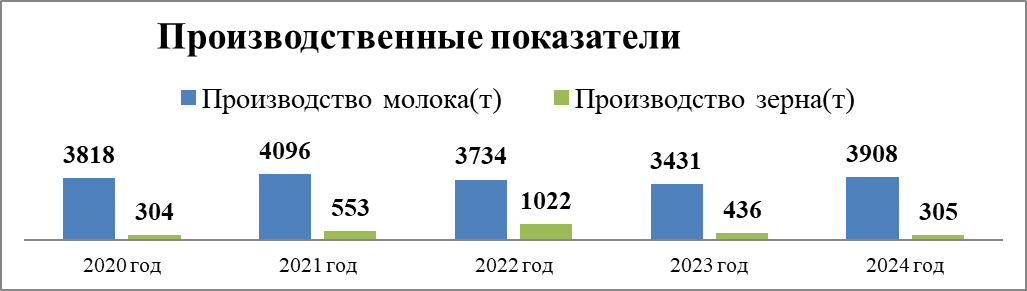 Производственные показатели
Производство молока(т) Производство зерна(т)
3818 304 4096 553 3734 1022 3431 436 3908 305
2020 год 2021 год 2022 год 2023 год 2024 год